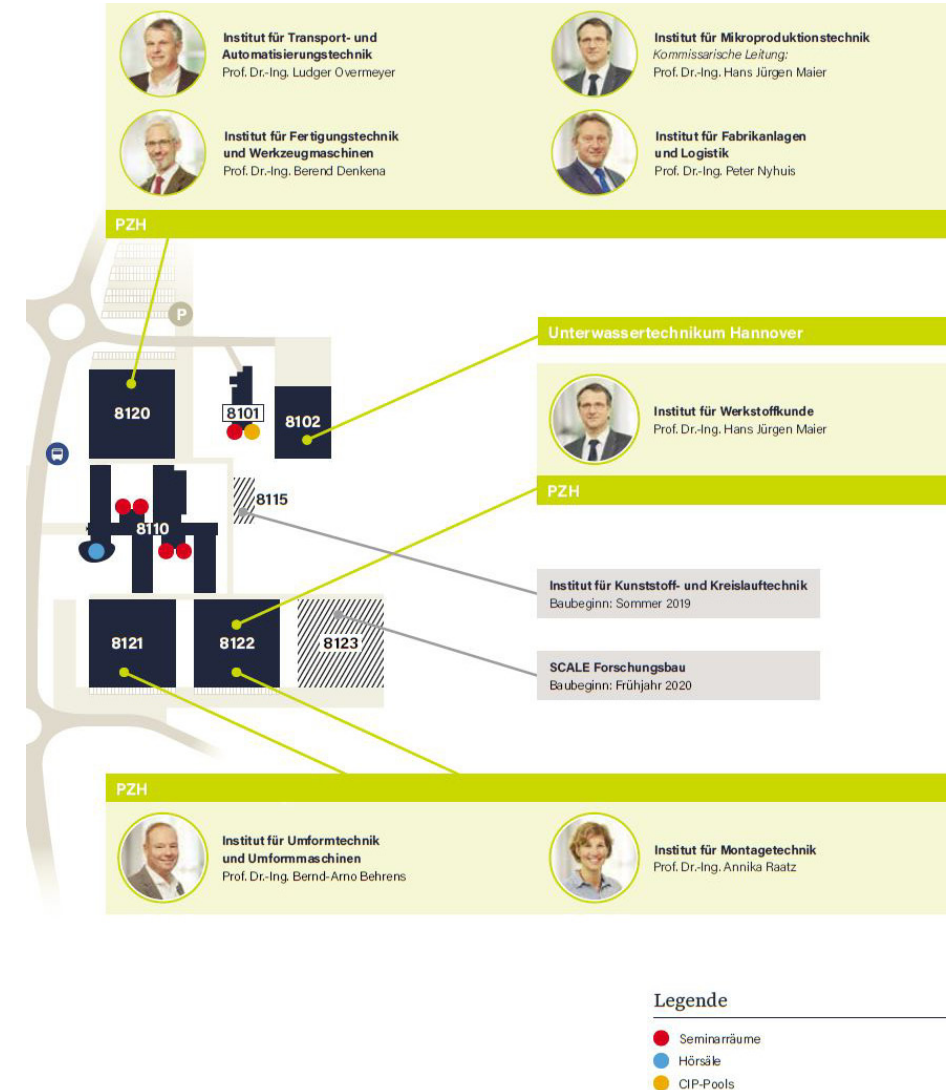 Institut für Transport- und
Automatisierungstechnik
Prof. Dr.-Ing. Ludger Overmeyer
Institut für Mikroproduktionstechnik
Kommissarische Leitung:
Prof. Dr.-Ing. Hans Jürgen Maier
Institut für Fertigungstechnik
und Werkzeugmaschinen
Prof. Dr.-Ing. Berend Denkena
Institut für Fabrikanlagen
und Logistik
Prof. Dr.-Ing. Peter Nyhuis
PZH
P
Unterwassertechnikum Hannover
8120
8101
8102
Institut für Werkstoffkunde
Prof. Dr.-Ing. Hans Jürgen Maier
PZH
8115
8110
Institut für Kunststoff- und Kreislauftechnik
Baubeginn: Sommer 2019
8121
8122
8123
SCALE Forschungsbau
Baubeginn: Frühjahr 2020
PZH
Institut für Umformtechnik
und Umformmaschinen
Prof. Dr.-Ing. Bernd-Arno Behrens
Institut für Montagetechnik
Prof. Dr.-Ing. Annika Raatz
Legende
Seminarräume
Hörsäle
CIP-Pools